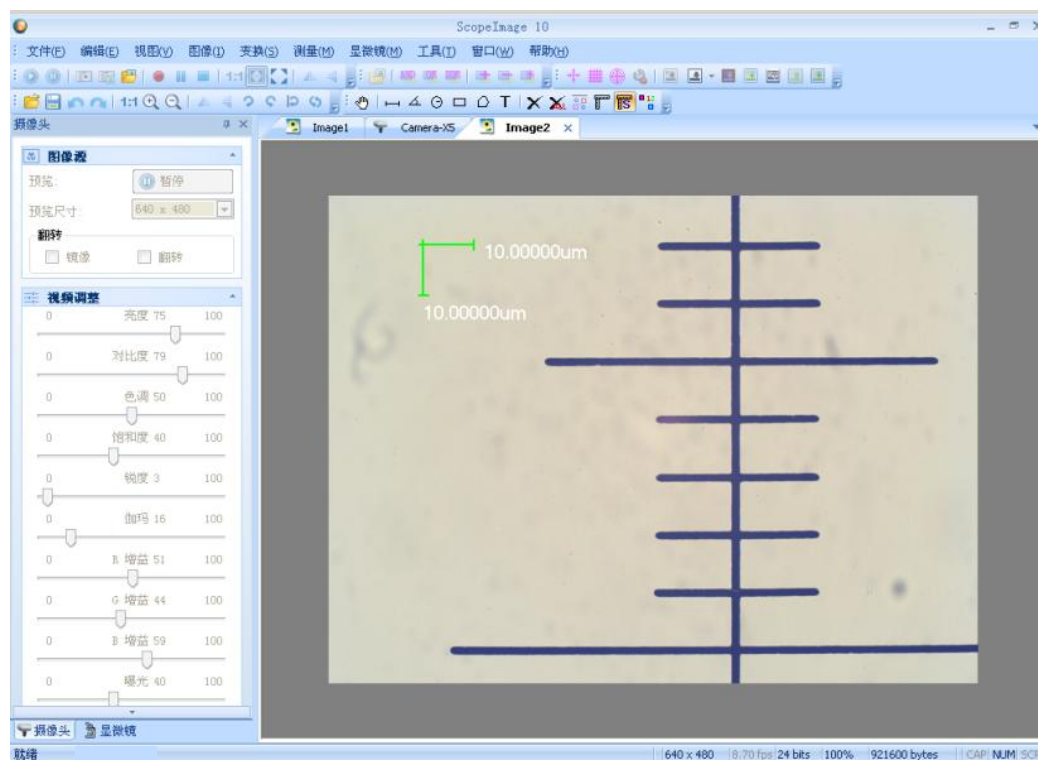 ScopeImage 10
文件(F) 编辑(E) 视图(V) 图像(I) 变换(S) 测量(M) 显微镜(M) 工具(T) 窗口(W) 帮助(H)
1:1
1:1 T
摄像头
Image1 Camera-X5 Image2
图像源
预览: 暂停
预览尺寸: 640 x 480
翻转
镜像 翻转
视频调整
0 亮度 75 100
0 对比度 79 100
0 色调 50 100
0 饱和度 40 100
0 锐度 3 100
0 伽玛 16 100
0 R 增益 51 100
0 G 增益 44 100
0 B 增益 59 100
0 曝光 40 100
10.00000um
10.00000um
摄像头 显微镜
就绪 640 x 480 8.70 fps 24 bits 100% 921600 bytes CAP NUM SCR